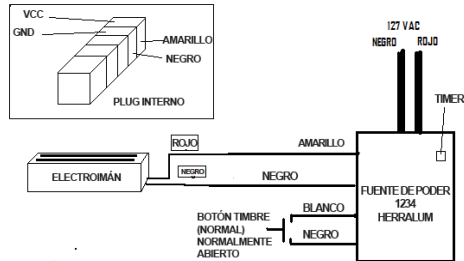 VCC
GND
AMARILLO
NEGRO
PLUG INTERNO
127 VAC
NEGRO
ROJO
TIMER
ROJO
AMARILLO
NEGRO
NEGRO
ELECTROIMÁN
FUENTE DE PODER
1234
HERRALUM
BLANCO
BOTÓN TIMBRE
(NORMAL)
NORMALMENTE
ABIERTO
NEGRO